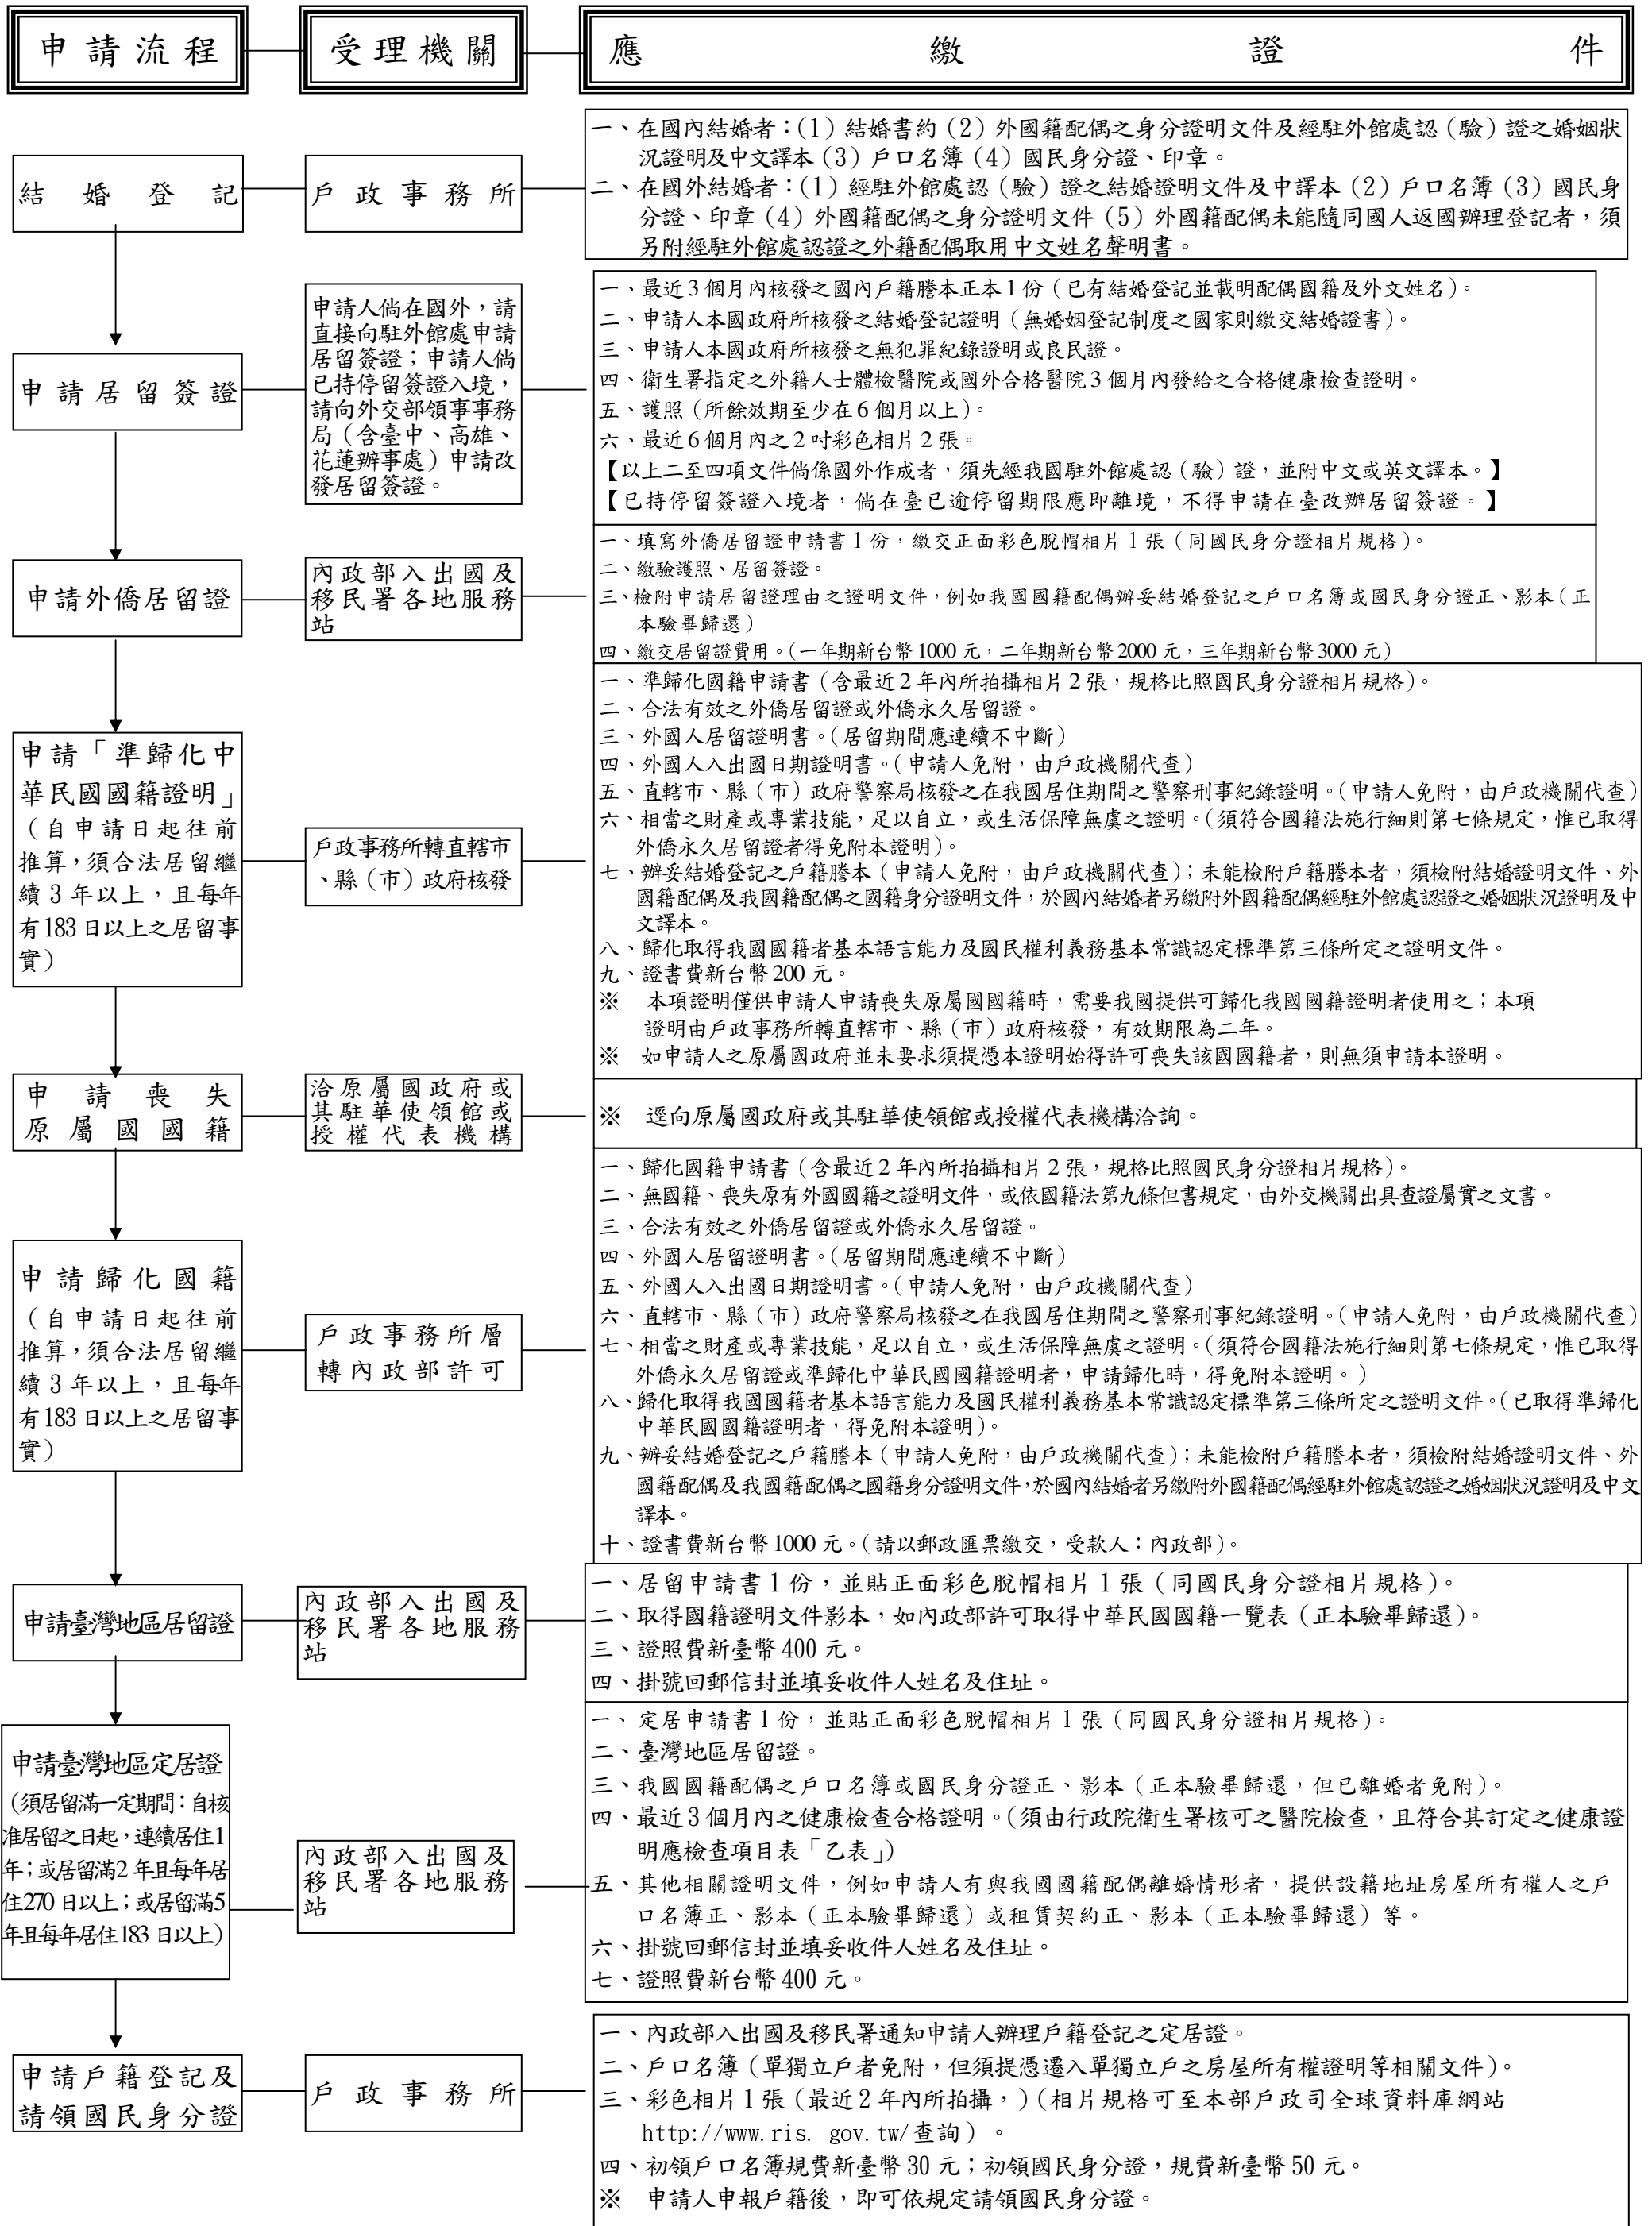 申請流程
受理機關
應繳證件
結婚登記
戶政事務所
一、在國內結婚者：(1) 結婚書約 (2) 外國籍配偶之身分證明文件及經駐外館處認（驗）證之婚姻狀
況證明及中文譯本 (3) 戶口名簿 (4) 國民身分證、印章。
二、在國外結婚者：(1) 經駐外館處認（驗）證之結婚證明文件及中譯本 (2) 戶口名簿 (3) 國民身
分證、印章 (4) 外國籍配偶之身分證明文件 (5) 外國籍配偶未能隨同國人返國辦理登記者，須
另附經駐外館處認證之外籍配偶取用中文姓名聲明書。
申請居留簽證
申請人倘在國外，請
直接向駐外館處申請
居留簽證；申請人倘
已持停留簽證入境，
請向外交部領事事務
局（含臺中、高雄、
花蓮辦事處）申請改
發居留簽證。
一、最近3個月內核發之國內戶籍謄本正本1份（已有結婚登記並載明配偶國籍及外文姓名）。
二、申請人本國政府所核發之結婚登記證明（無婚姻登記制度之國家則繳交結婚證書）。
三、申請人本國政府所核發之無犯罪紀錄證明或良民證。
四、衛生署指定之外籍人士體檢醫院或國外合格醫院3個月內發給之合格健康檢查證明。
五、護照（所餘效期至少在6個月以上）。
六、最近6個月內之2吋彩色相片2張。
【以上二至四項文件倘係國外作成者，須先經我國駐外館處認（驗）證，並附中文或英文譯本。】
【已持停留簽證入境者，倘在臺已逾停留期限應即離境，不得申請在臺改辦居留簽證。】
申請外僑居留證
內政部入出國及
移民署各地服務
站
一、填寫外僑居留證申請書1份，繳交正面彩色脫帽相片1張（同國民身分證相片規格）。
二、繳驗護照、居留簽證。
三、檢附申請居留證理由之證明文件，例如我國國籍配偶辦妥結婚登記之戶口名簿或國民身分證正、影本（正
本驗畢歸還）
四、繳交居留證費用。（一年期新台幣1000元，二年期新台幣2000元，三年期新台幣3000元）
申請「準歸化中
華民國國籍證明」
（自申請日起往前
推算，須合法居留繼
續3年以上，且每年
有183日以上之居留事
實）
戶政事務所轉直轄市
、縣（市）政府核發
一、準歸化國籍申請書（含最近2年內所拍攝相片2張，規格比照國民身分證相片規格）。
二、合法有效之外僑居留證或外僑永久居留證。
三、外國人居留證明書。（居留期間應連續不中斷）
四、外國人入出國日期證明書。（申請人免附，由戶政機關代查）
五、直轄市、縣（市）政府警察局核發之在我國居住期間之警察刑事紀錄證明。（申請人免附，由戶政機關代查）
六、相當之財產或專業技能，足以自立，或生活保障無虞之證明。（須符合國籍法施行細則第七條規定，惟已取得
外僑永久居留證者得免附本證明）。
七、辦妥結婚登記之戶籍謄本（申請人免附，由戶政機關代查）；未能檢附戶籍謄本者，須檢附結婚證明文件、外
國籍配偶及我國籍配偶之國籍身分證明文件，於國內結婚者另繳附外國籍配偶經駐外館處認證之婚姻狀況證明及中
文譯本。
八、歸化取得我國國籍者基本語言能力及國民權利義務基本常識認定標準第三條所定之證明文件。
九、證書費新台幣200元。
※ 本項證明僅供申請人申請喪失原屬國國籍時，需要我國提供可歸化我國國籍證明者使用之；本項
證明由戶政事務所轉直轄市、縣（市）政府核發，有效期限為二年。
※ 如申請人之原屬國政府並未要求須提憑本證明始得許可喪失該國國籍者，則無須申請本證明。
申請喪失
原屬國國籍
洽原屬國政府或
其駐華使領館或
授權代表機構
※ 逕向原屬國政府或其駐華使領館或授權代表機構洽詢。
申請歸化國籍
（自申請日起往前
推算，須合法居留繼
續3年以上，且每年
有183日以上之居留事
實）
戶政事務所層
轉內政部許可
一、歸化國籍申請書（含最近2年內所拍攝相片2張，規格比照國民身分證相片規格）。
二、無國籍、喪失原有外國國籍之證明文件，或依國籍法第九條但書規定，由外交機關出具查證屬實之文書。
三、合法有效之外僑居留證或外僑永久居留證。
四、外國人居留證明書。（居留期間應連續不中斷）
五、外國人入出國日期證明書。（申請人免附，由戶政機關代查）
六、直轄市、縣（市）政府警察局核發之在我國居住期間之警察刑事紀錄證明。（申請人免附，由戶政機關代查）
七、相當之財產或專業技能，足以自立，或生活保障無虞之證明。（須符合國籍法施行細則第七條規定，惟已取得
外僑永久居留證或準歸化中華民國國籍證明者，申請歸化時，得免附本證明。）
八、歸化取得我國國籍者基本語言能力及國民權利義務基本常識認定標準第三條所定之證明文件。（已取得準歸化
中華民國國籍證明者，得免附本證明）。
九、辦妥結婚登記之戶籍謄本（申請人免附，由戶政機關代查）；未能檢附戶籍謄本者，須檢附結婚證明文件、外
國籍配偶及我國籍配偶之國籍身分證明文件，於國內結婚者另繳附外國籍配偶經駐外館處認證之婚姻狀況證明及中文
譯本。
十、證書費新台幣1000元。（請以郵政匯票繳交，受款人：內政部）。
申請臺灣地區居留證
內政部入出國及
移民署各地服務
站
一、居留申請書1份，並貼正面彩色脫帽相片1張（同國民身分證相片規格）。
二、取得國籍證明文件影本，如內政部許可取得中華民國國籍一覽表（正本驗畢歸還）。
三、證照費新臺幣400元。
四、掛號回郵信封並填妥收件人姓名及住址。
申請臺灣地區定居證
（須居留滿一定期間：自核
准居留之日起，連續居住1
年；或居留滿2年且每年居
住270日以上；或居留滿5
年且每年居住183日以上）
內政部入出國及
移民署各地服務
站
一、定居申請書1份，並貼正面彩色脫帽相片1張（同國民身分證相片規格）。
二、臺灣地區居留證。
三、我國國籍配偶之戶口名簿或國民身分證正、影本（正本驗畢歸還，但已離婚者免附）。
四、最近3個月內之健康檢查合格證明。（須由行政院衛生署核可之醫院檢查，且符合其訂定之健康證
明應檢查項目表「乙表」）
五、其他相關證明文件，例如申請人有與我國國籍配偶離婚情形者，提供設籍地址房屋所有權人之戶
口名簿正、影本（正本驗畢歸還）或租賃契約正、影本（正本驗畢歸還）等。
六、掛號回郵信封並填妥收件人姓名及住址。
七、證照費新台幣400元。
申請戶籍登記及
請領國民身分證
戶政事務所
一、內政部入出國及移民署通知申請人辦理戶籍登記之定居證。
二、戶口名簿（單獨立戶者免附，但須提憑遷入單獨立戶之房屋所有權證明等相關文件）。
三、彩色相片1張（最近2年內所拍攝，）（相片規格可至本部戶政司全球資料庫網站
http://www.ris. gov.tw/查詢）。
四、初領戶口名簿規費新臺幣30元；初領國民身分證，規費新臺幣50元。
※ 申請人申報戶籍後，即可依規定請領國民身分證。